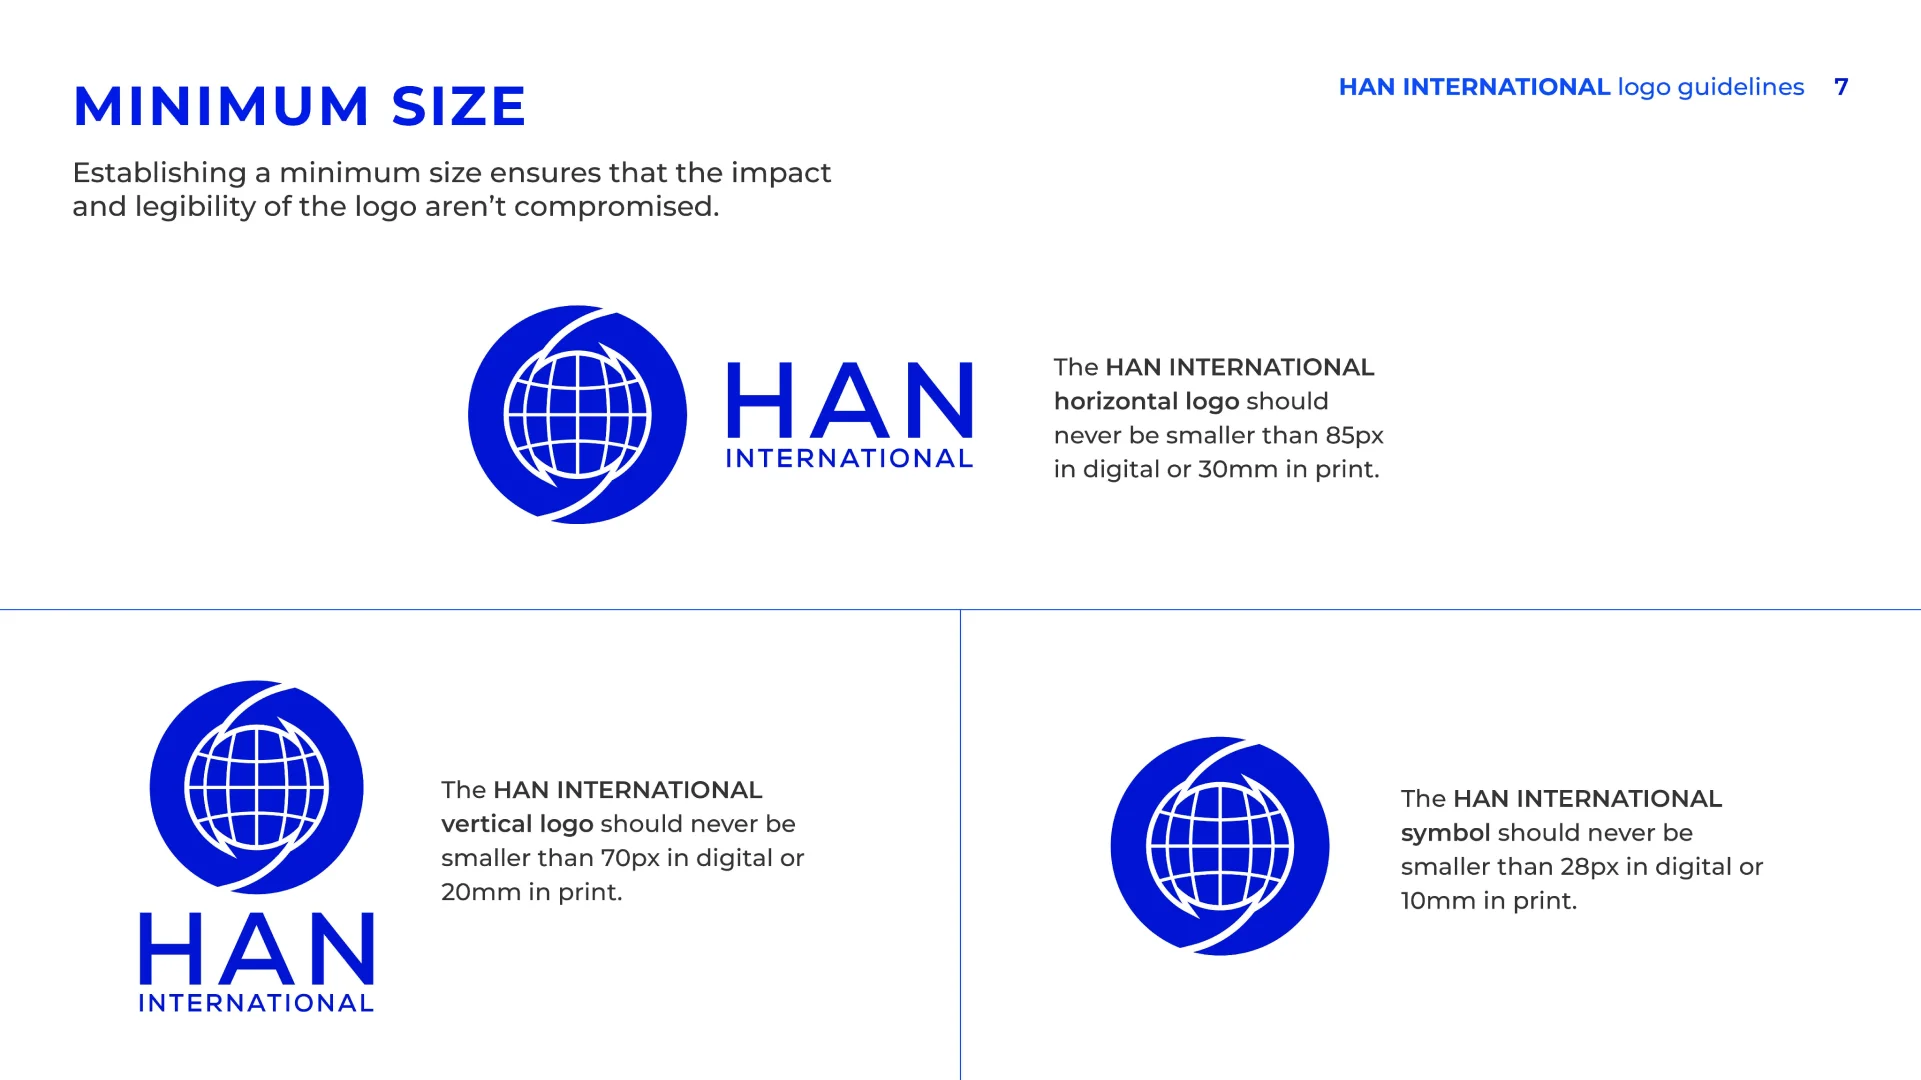 MINIMUM SIZE
HAN INTERNATIONAL logo guidelines 7
Establishing a minimum size ensures that the impact
and legibility of the logo aren’t compromised.
HAN
INTERNATIONAL
The HAN INTERNATIONAL
horizontal logo should
never be smaller than 85px
in digital or 30mm in print.
HAN
INTERNATIONAL
The HAN INTERNATIONAL
vertical logo should never be
smaller than 70px in digital or
20mm in print.
The HAN INTERNATIONAL
symbol should never be
smaller than 28px in digital or
10mm in print.